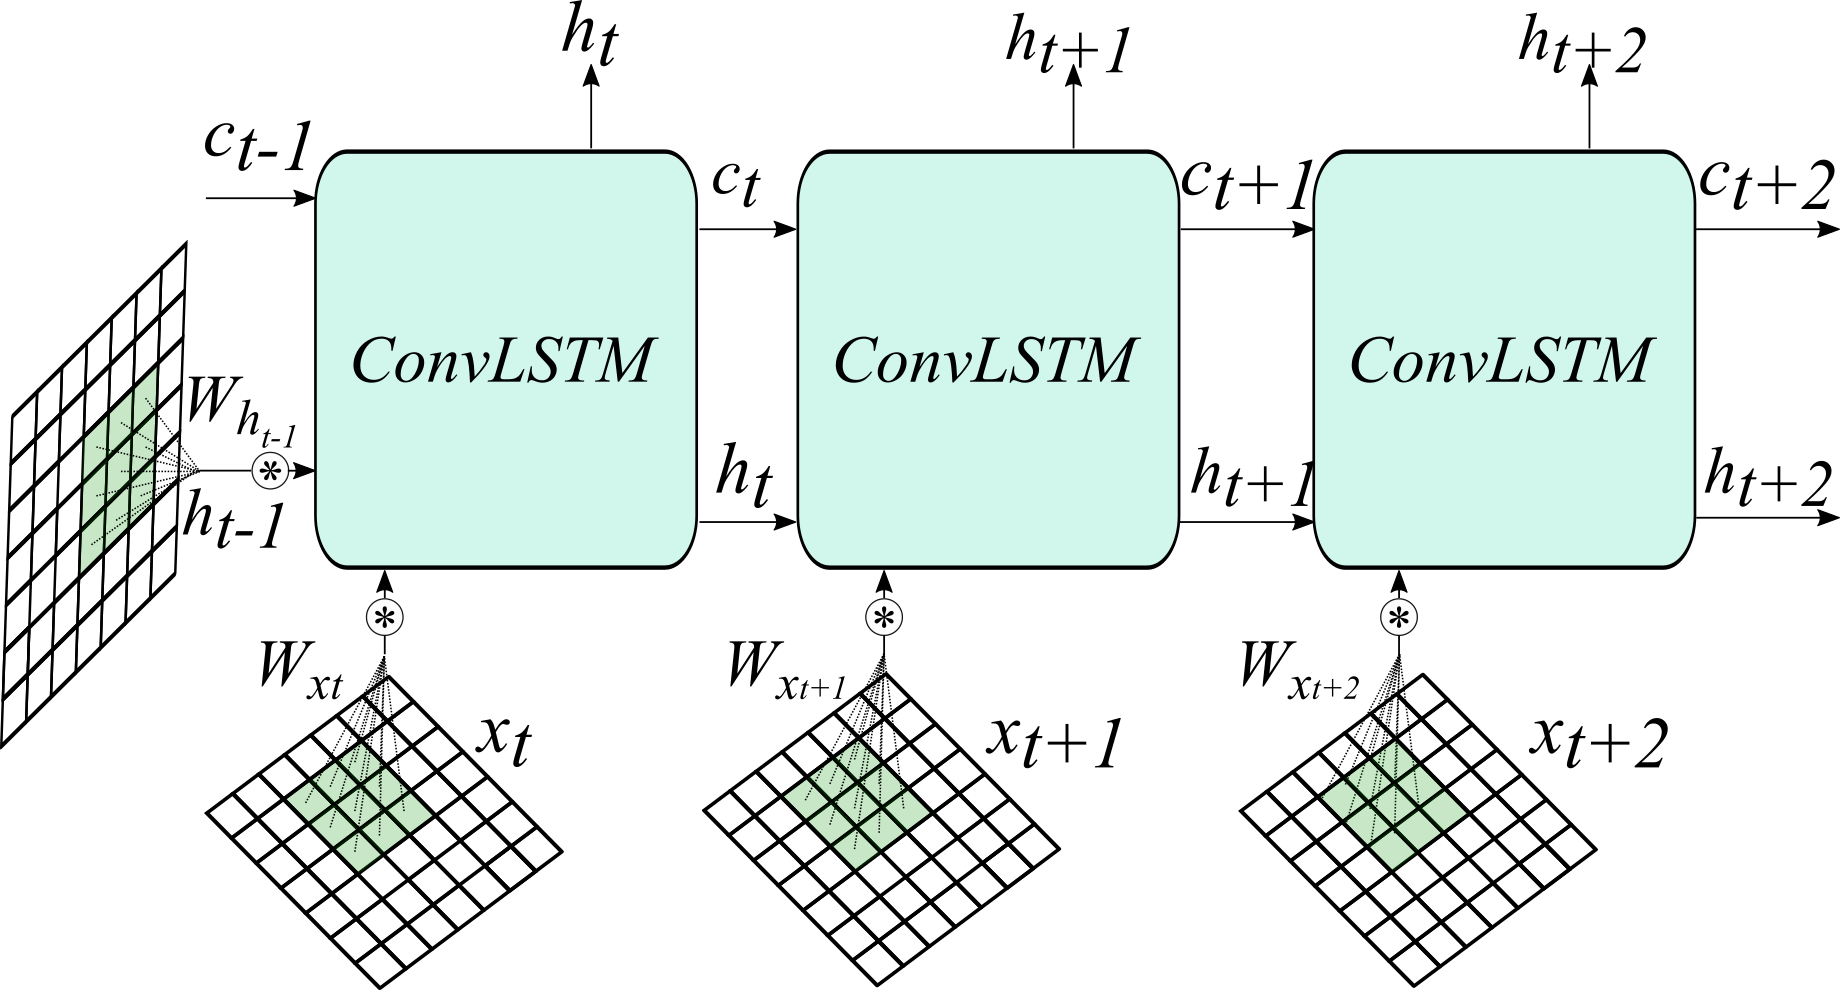 h_t h_{t+1} h_{t+2}
c_{t-1} c_t c_{t+1} c_{t+2}
ConvLSTM ConvLSTM ConvLSTM
W_{h_{t-1}}
* h_t h_{t+1} h_{t+2}
h_{t-1}
* * *
W_{xt} W_{x_{t+1}} W_{x_{t+2}}
x_t x_{t+1} x_{t+2}